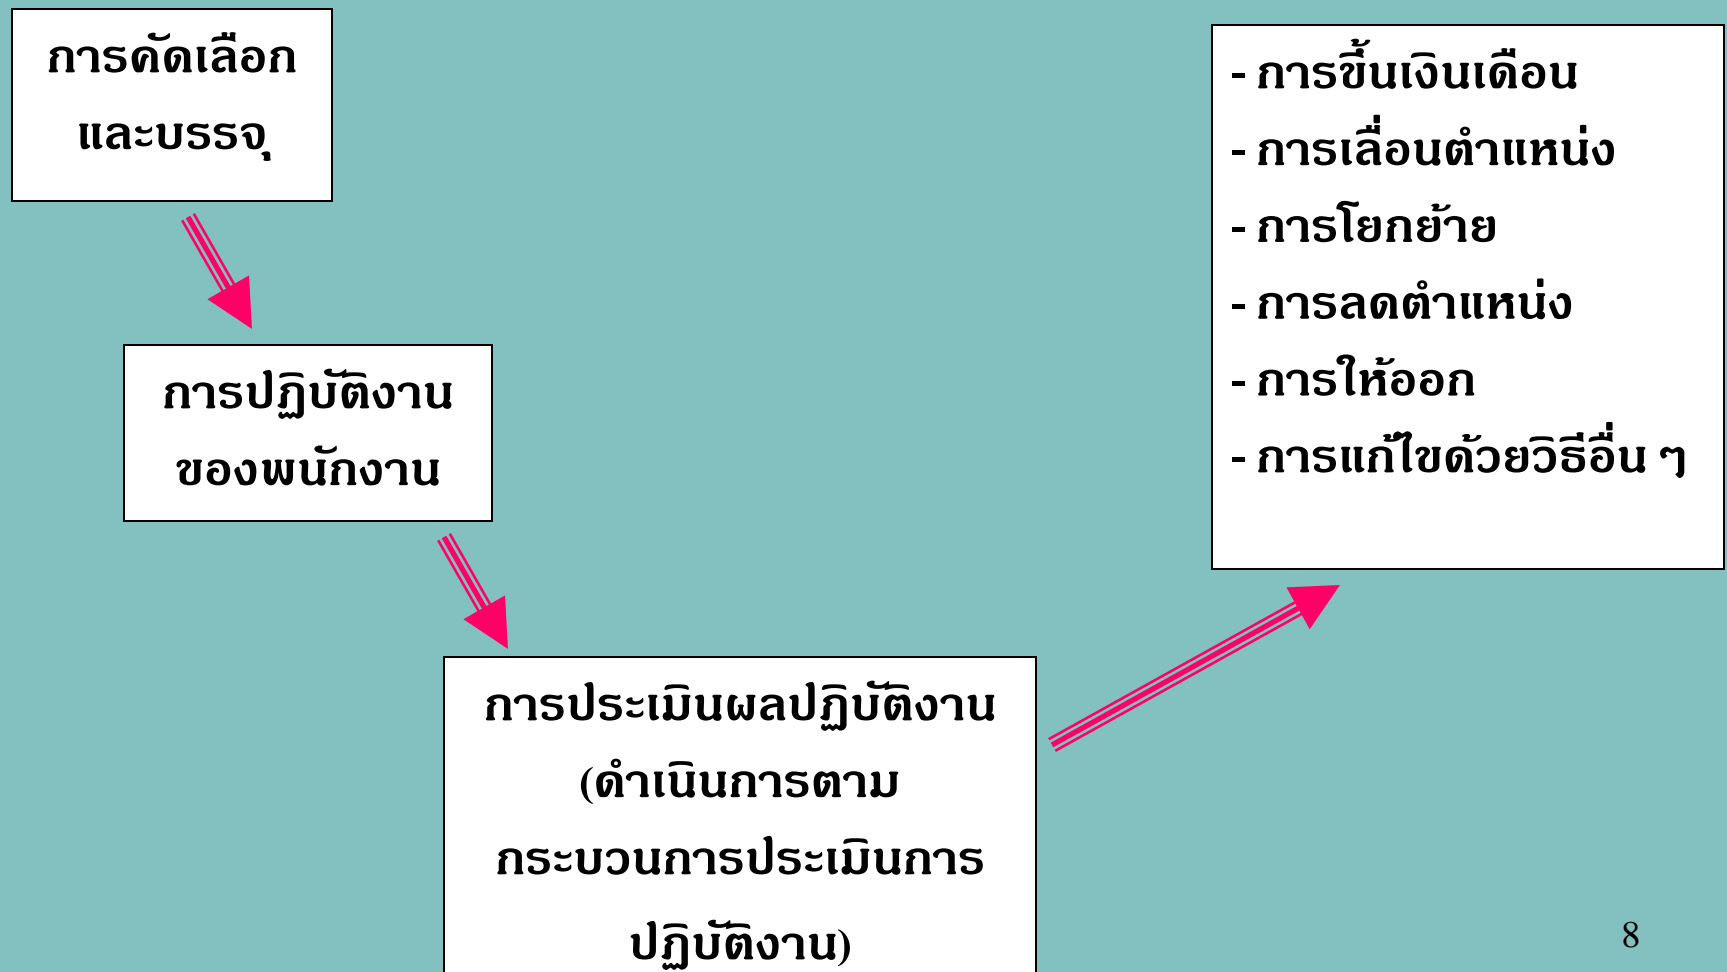 การคัดเลือก
และบรรจุ
การปฏิบัติงาน
ของพนักงาน
การประเมินผลปฏิบัติงาน
(ดำเนินการตาม
กระบวนการประเมินการ
ปฏิบัติงาน)
- การขึ้นเงินเดือน
- การเลื่อนตำแหน่ง
- การโยกย้าย
- การลดตำแหน่ง
- การให้ออก
- การแก้ไขด้วยวิธีอื่น ๆ
8